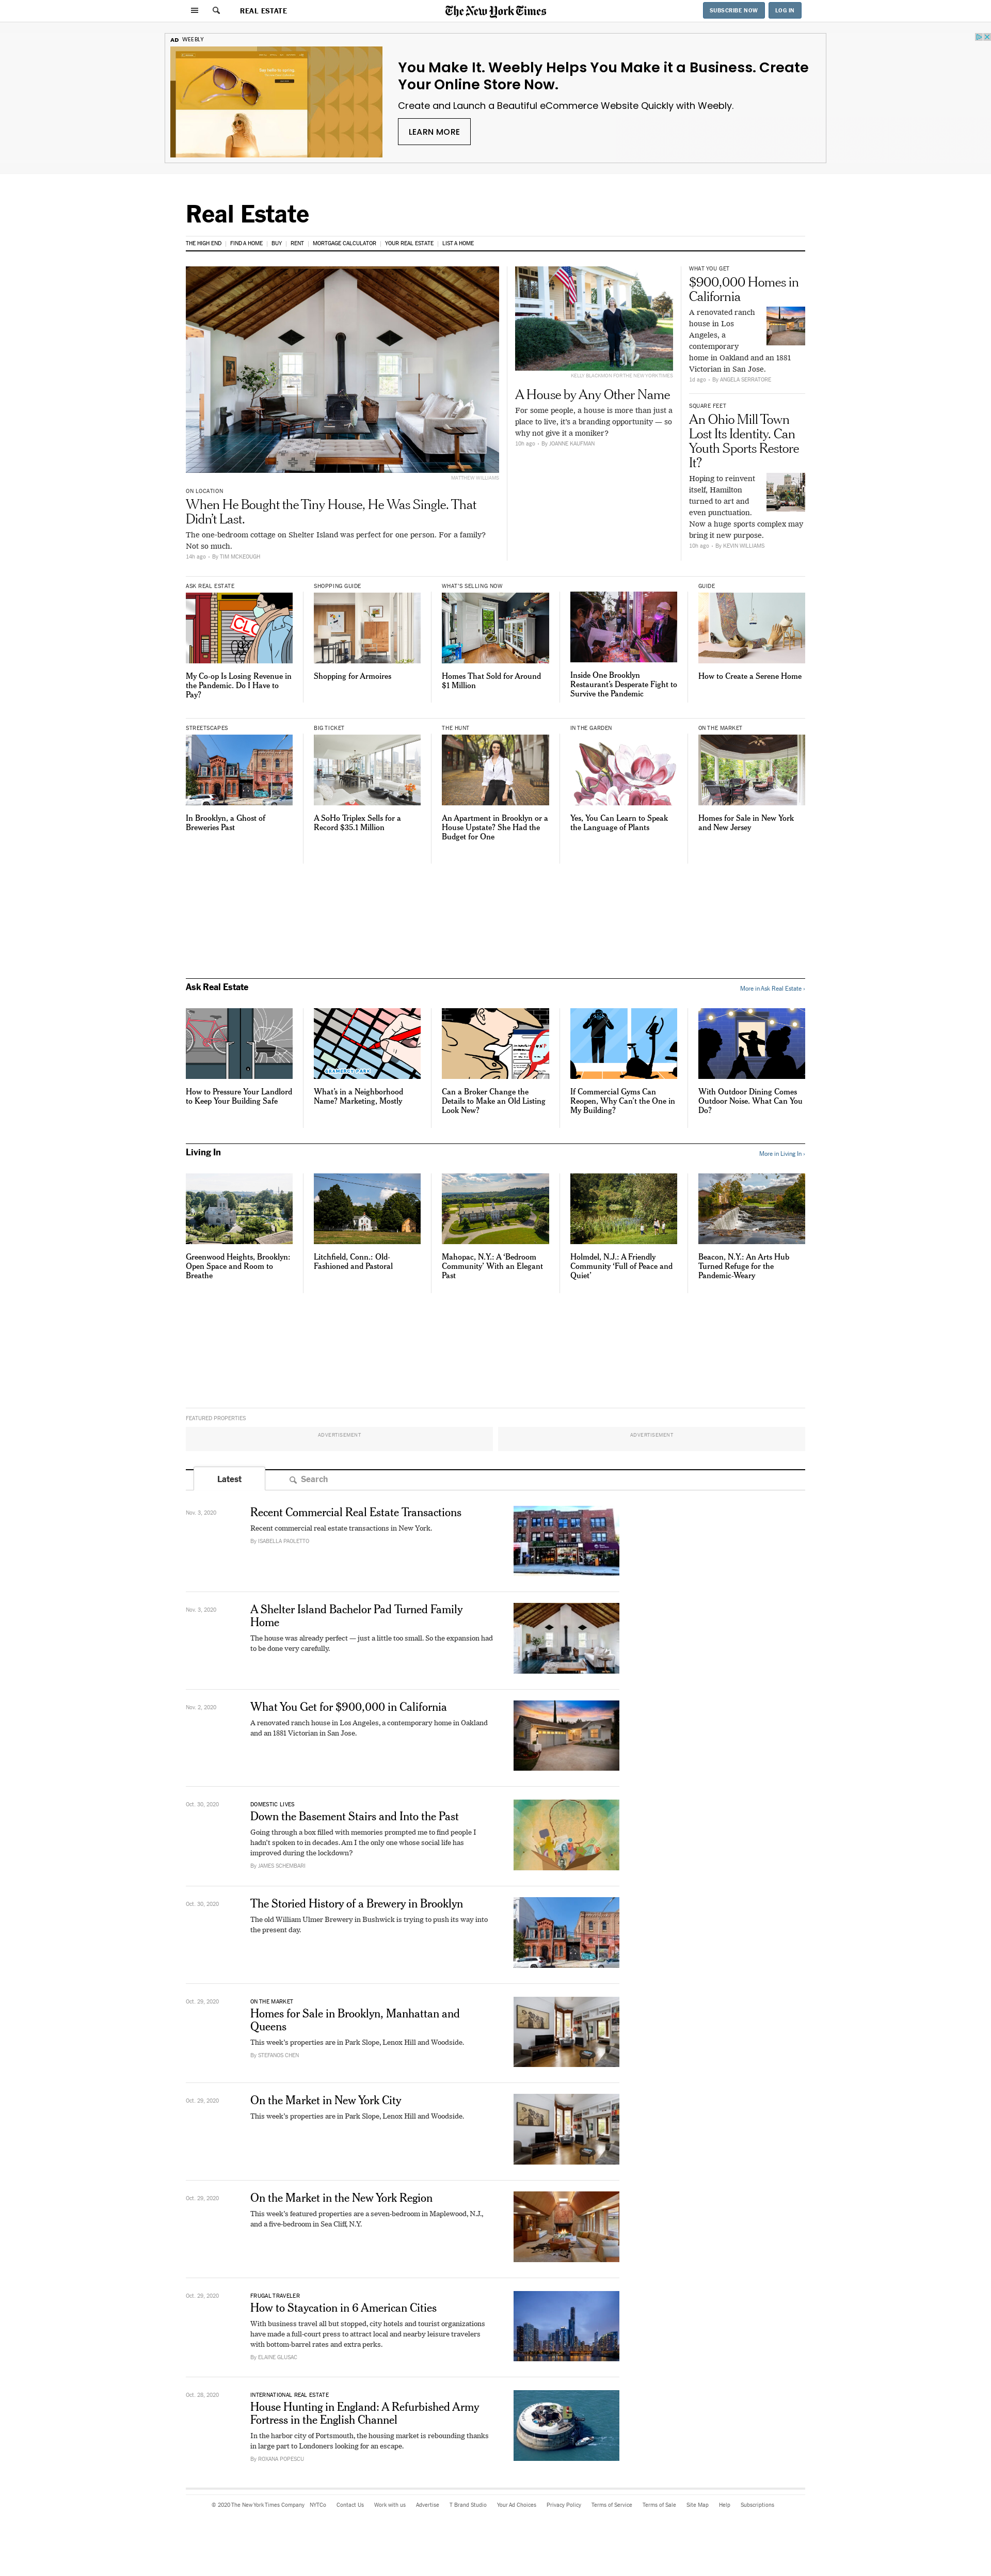 REAL ESTATE
The New York Times
SUBSCRIBE NOW
LOG IN
AD WEEBLY
You Make It. Weebly Helps You Make it a Business. Create
Your Online Store Now.
Create and Launch a Beautiful eCommerce Website Quickly with Weebly.
LEARN MORE
Real Estate
THE HIGH END | FIND A HOME | BUY | RENT | MORTGAGE CALCULATOR | YOUR REAL ESTATE | LIST A HOME
MATTHEW WILLIAMS
ON LOCATION
When He Bought the Tiny House, He Was Single. That
Didn't Last.
The one-bedroom cottage on Shelter Island was perfect for one person. For a family?
Not so much.
14h ago · By TIM MCKEOUGH
KELLY BLACKMON FOR THE NEW YORK TIMES
A House by Any Other Name
For some people, a house is more than just a
place to live, it's a branding opportunity — so
why not give it a moniker?
10h ago · By JOANNE KAUFMAN
WHAT YOU GET
$900,000 Homes in
California
A renovated ranch
house in Los
Angeles, a
contemporary
home in Oakland and an 1881
Victorian in San Jose.
1d ago · By ANGELA SERRATORE
SQUARE FEET
An Ohio Mill Town
Lost Its Identity. Can
Youth Sports Restore
It?
Hoping to reinvent
itself, Hamilton
turned to art and
even punctuation.
Now a huge sports complex may
bring it new purpose.
10h ago · By KEVIN WILLIAMS
ASK REAL ESTATE
CLO
My Co-op Is Losing Revenue in
the Pandemic. Do I Have to
Pay?
SHOPPING GUIDE
Shopping for Armoires
WHAT'S SELLING NOW
Homes That Sold for Around
$1 Million
Inside One Brooklyn
Restaurant's Desperate Fight to
Survive the Pandemic
GUIDE
How to Create a Serene Home
STREETSCAPES
In Brooklyn, a Ghost of
Breweries Past
BIG TICKET
A SoHo Triplex Sells for a
Record $35.1 Million
THE HUNT
An Apartment in Brooklyn or a
House Upstate? She Had the
Budget for One
IN THE GARDEN
Yes, You Can Learn to Speak
the Language of Plants
ON THE MARKET
Homes for Sale in New York
and New Jersey
Ask Real Estate
More in Ask Real Estate ›
How to Pressure Your Landlord
to Keep Your Building Safe
GRAMERCY PARK
What's in a Neighborhood
Name? Marketing, Mostly
Can a Broker Change the
Details to Make an Old Listing
Look New?
If Commercial Gyms Can
Reopen, Why Can't the One in
My Building?
With Outdoor Dining Comes
Outdoor Noise. What Can You
Do?
Living In
More in Living In ›
Greenwood Heights, Brooklyn:
Open Space and Room to
Breathe
Litchfield, Conn.: Old-
Fashioned and Pastoral
Mahopac, N.Y.: A 'Bedroom
Community' With an Elegant
Past
Holmdel, N.J.: A Friendly
Community 'Full of Peace and
Quiet'
Beacon, N.Y.: An Arts Hub
Turned Refuge for the
Pandemic-Weary
FEATURED PROPERTIES
ADVERTISEMENT
ADVERTISEMENT
Latest
Search
Nov. 3, 2020
Recent Commercial Real Estate Transactions
Recent commercial real estate transactions in New York.
By ISABELLA PAOLETTO
Nov. 3, 2020
A Shelter Island Bachelor Pad Turned Family
Home
The house was already perfect — just a little too small. So the expansion had
to be done very carefully.
Nov. 2, 2020
What You Get for $900,000 in California
A renovated ranch house in Los Angeles, a contemporary home in Oakland
and an 1881 Victorian in San Jose.
Oct. 30, 2020
DOMESTIC LIVES
Down the Basement Stairs and Into the Past
Going through a box filled with memories prompted me to find people I
hadn't spoken to in decades. Am I the only one whose social life has
improved during the lockdown?
By JAMES SCHEMBARI
Oct. 30, 2020
The Storied History of a Brewery in Brooklyn
The old William Ulmer Brewery in Bushwick is trying to push its way into
the present day.
Oct. 29, 2020
ON THE MARKET
Homes for Sale in Brooklyn, Manhattan and
Queens
This week's properties are in Park Slope, Lenox Hill and Woodside.
By STEFANOS CHEN
Oct. 29, 2020
On the Market in New York City
This week's properties are in Park Slope, Lenox Hill and Woodside.
Oct. 29, 2020
On the Market in the New York Region
This week's featured properties are a seven-bedroom in Maplewood, N.J.,
and a five-bedroom in Sea Cliff, N.Y.
Oct. 29, 2020
FRUGAL TRAVELER
How to Staycation in 6 American Cities
With business travel all but stopped, city hotels and tourist organizations
have made a full-court press to attract local and nearby leisure travelers
with bottom-barrel rates and extra perks.
By ELAINE GLUSAC
Oct. 28, 2020
INTERNATIONAL REAL ESTATE
House Hunting in England: A Refurbished Army
Fortress in the English Channel
In the harbor city of Portsmouth, the housing market is rebounding thanks
in large part to Londoners looking for an escape.
By ROXANA POPESCU
© 2020 The New York Times Company NYTCo Contact Us Work with us Advertise T Brand Studio Your Ad Choices Privacy Policy Terms of Service Terms of Sale Site Map Help Subscriptions